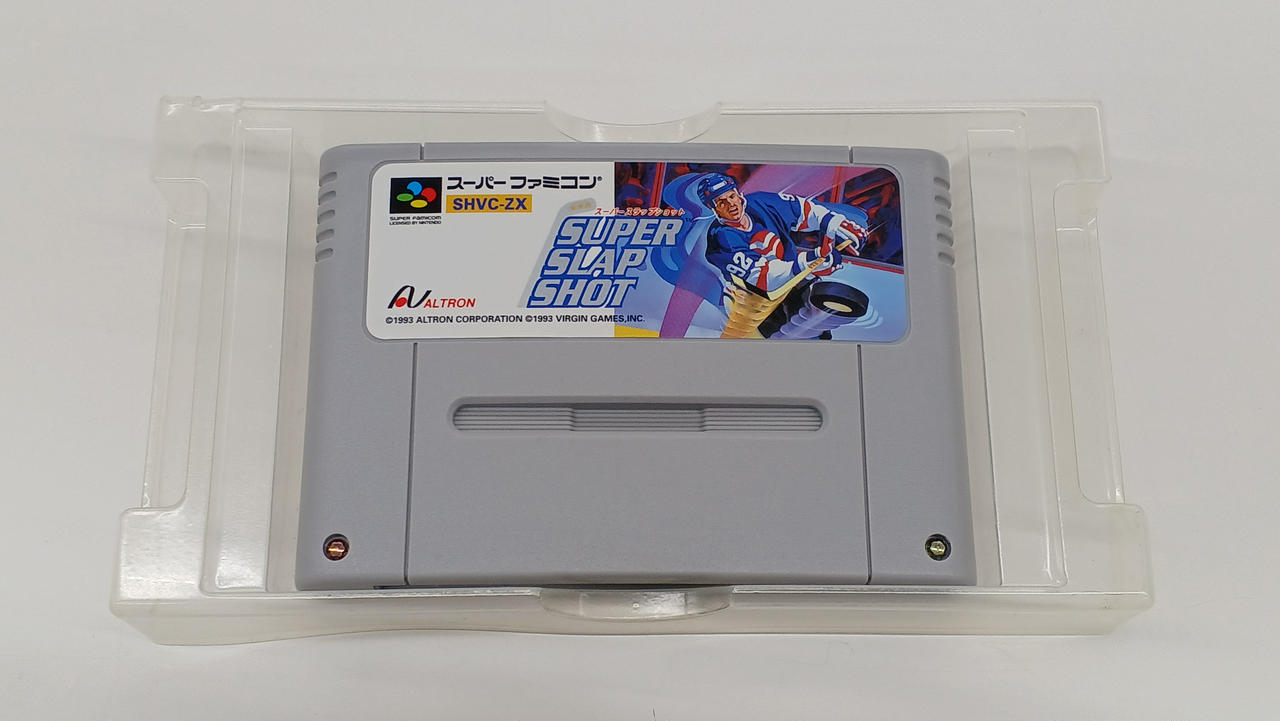 スーパーファミコン®
SHVC-ZX
SUPER FAMICOM
LICENSED BY NINTENDO
スーパースラップショット
SUPER
SLAP
SHOT
92
ALTRON
©1993 ALTRON CORPORATION ©1993 VIRGIN GAMES,INC.